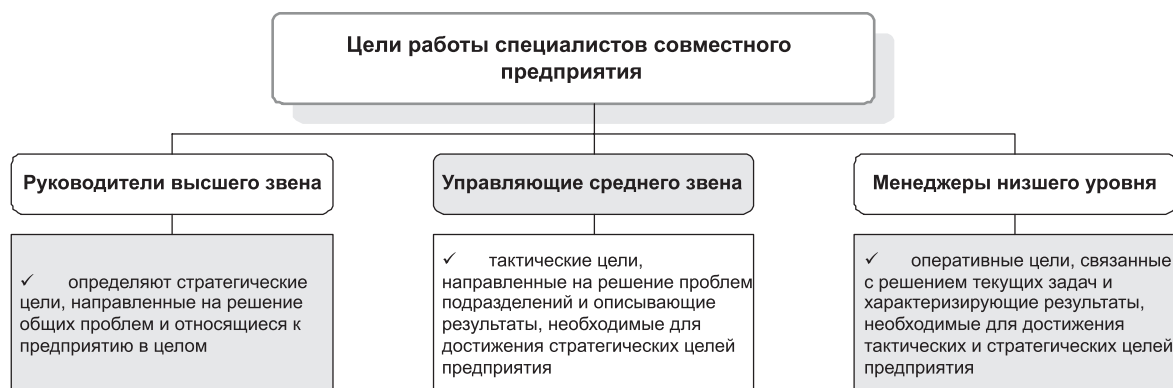 Цели работы специалистов совместного
предприятия
Руководители высшего звена
Управляющие среднего звена
Менеджеры низшего уровня
✓ определяют стратегические
цели, направленные на решение
общих проблем и относящиеся к
предприятию в целом
✓ тактические цели,
направленные на решение проблем
подразделений и описывающие
результаты, необходимые для
достижения стратегических целей
предприятия
✓ оперативные цели, связанные
с решением текущих задач и
характеризирующие результаты,
необходимые для достижения
тактических и стратегических целей
предприятия